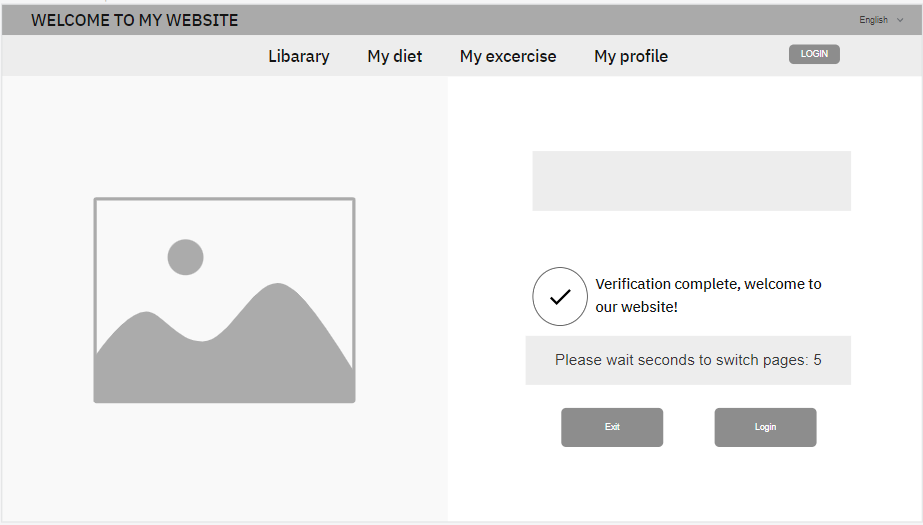 WELCOME TO MY WEBSITE
English
Libarary
My diet
My excercise
My profile
LOGIN
Verification complete, welcome to
our website!
Please wait seconds to switch pages: 5
Exit
Login